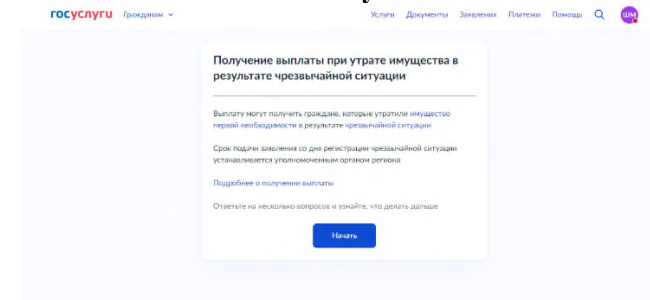 госуслуги Гражданам Услуги Документы Заявления Платежи Помощь ШМ
Получение выплаты при утрате имущества в
результате чрезвычайной ситуации
Выплату могут получить граждане, которые утратили имущество
первой необходимости в результате чрезвычайной ситуации
Срок подачи заявления со дня регистрации чрезвычайной ситуации
устанавливается уполномоченным органом региона
Подробнее о получении выплаты
Ответьте на несколько вопросов и узнайте, что делать дальше
Начать